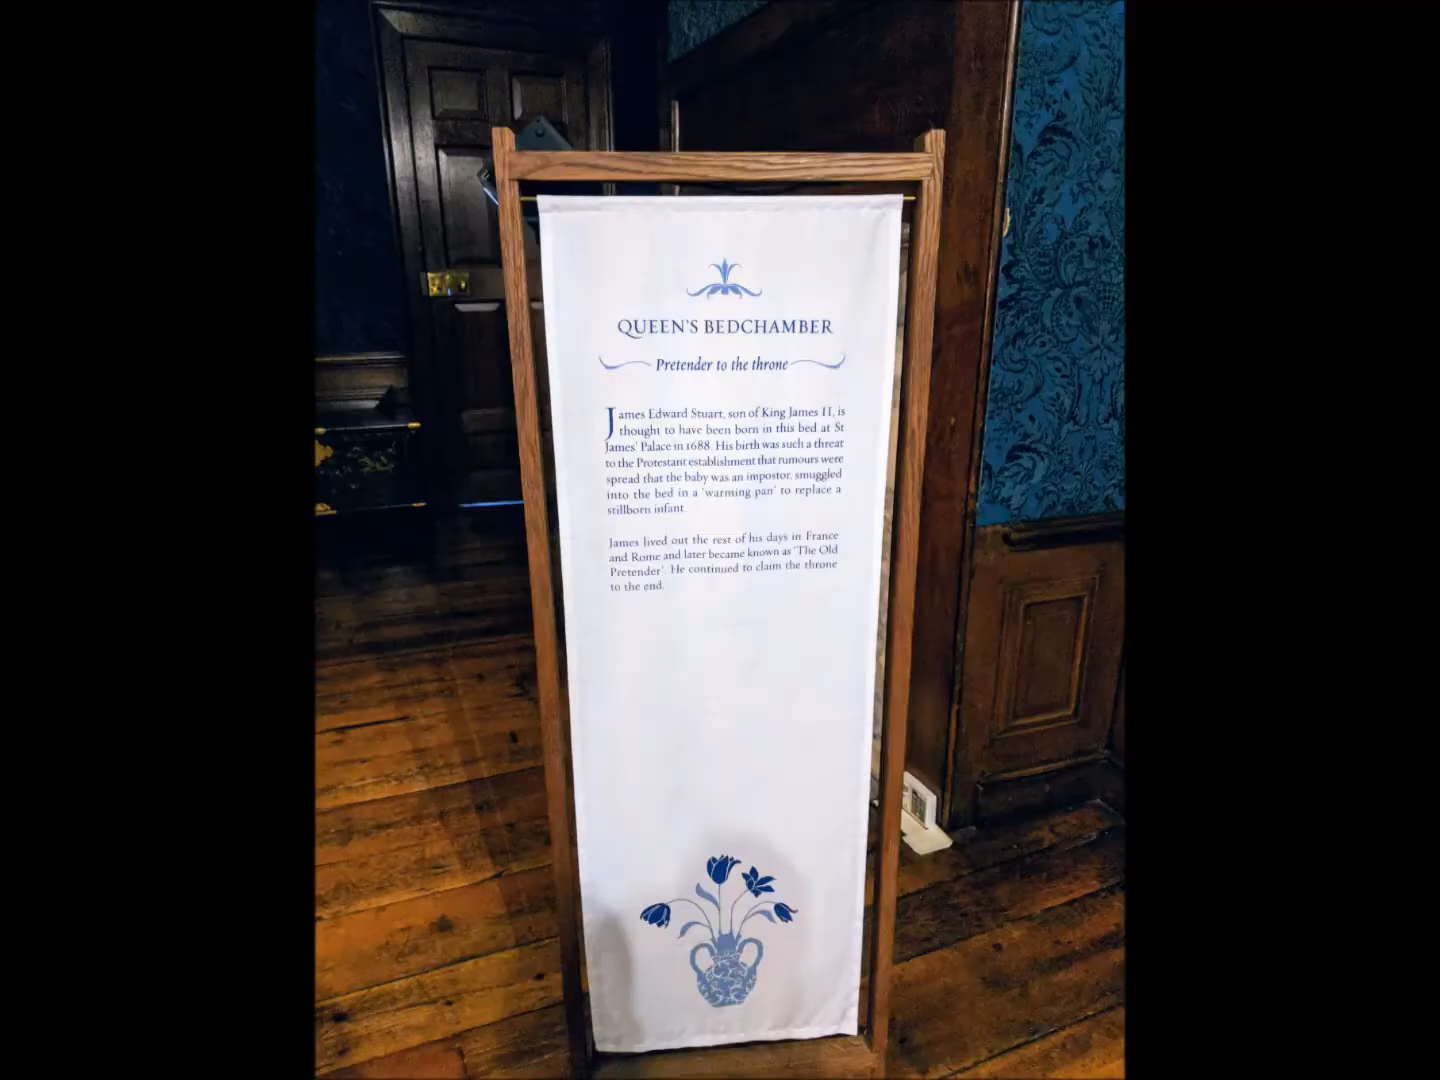 QUEEN'S BEDCHAMBER
Pretender to the throne
James Edward Stuart, son of King James II, is
thought to have been born in this bed at St
James' Palace in 1688. His birth was such a threat
to the Protestant establishment that rumours were
spread that the baby was an impostor, smuggled
into the bed in a 'warming pan' to replace a
stillborn infant.
James lived out the rest of his days in France
and Rome and later became known as 'The Old
Pretender'. He continued to claim the throne
to the end.